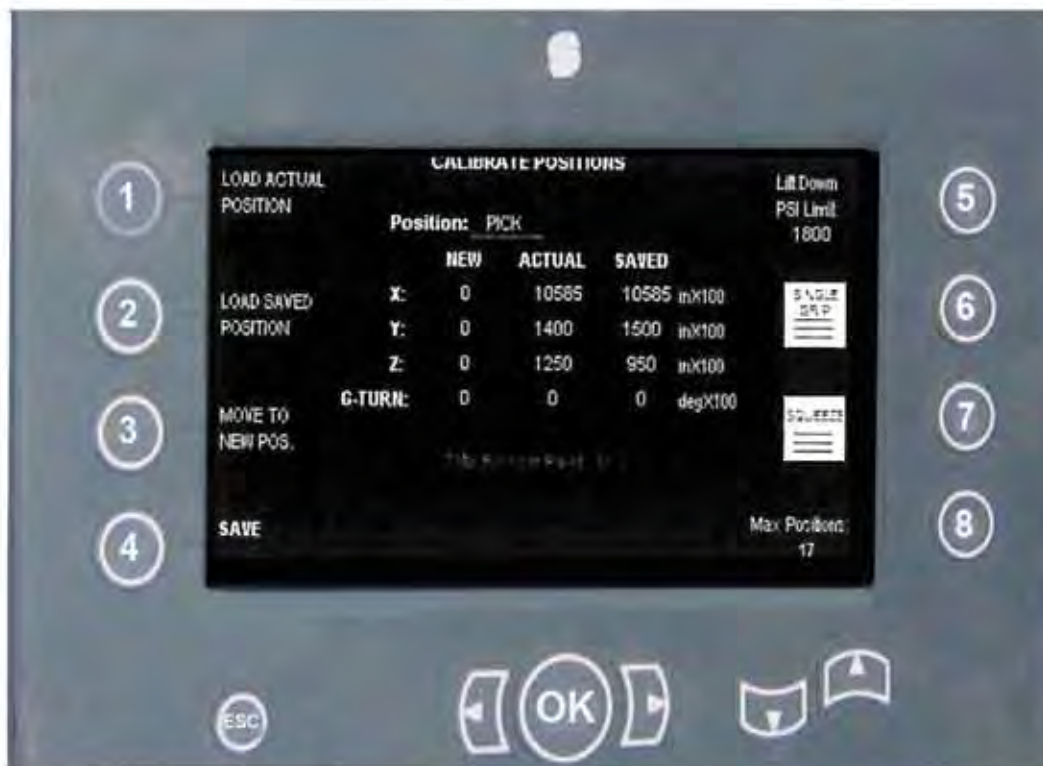 CALIBRATE POSITIONS
LOAD ACTUAL
POSITION
Position: PICK
Lift Down
PSI Limit
1800
NEW ACTUAL SAVED
LOAD SAVED
POSITION
X: 0 10585 10585 inX100
Y: 0 1400 1500 inX100
Z: 0 1250 950 inX100
G-TURN: 0 0 0 degX100
SINGLE
GRIP
MOVE TO
NEW POS.
SQUEEZE
SAVE
Max Positions
17
1
2
3
4
5
6
7
8
ESC
OK